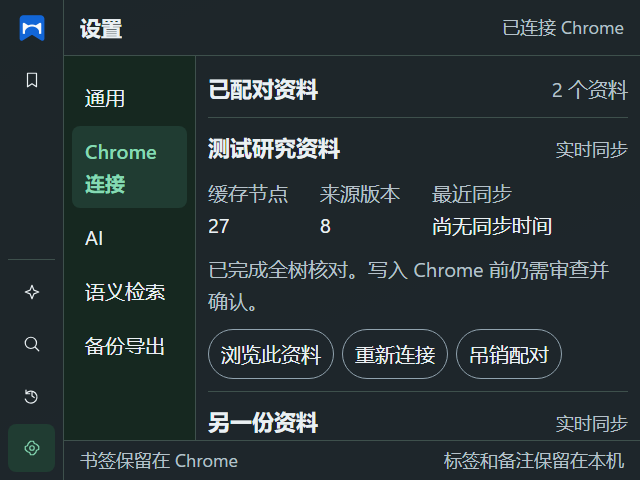 设置
已连接 Chrome
通用
Chrome
连接
AI
语义检索
备份导出
已配对资料
2 个资料
测试研究资料
实时同步
缓存节点 来源版本 最近同步
27 8 尚无同步时间
已完成全树核对。写入 Chrome 前仍需审查并
确认。
浏览此资料 重新连接 吊销配对
另一份资料
实时同步
书签保留在 Chrome
标签和备注保留在本机